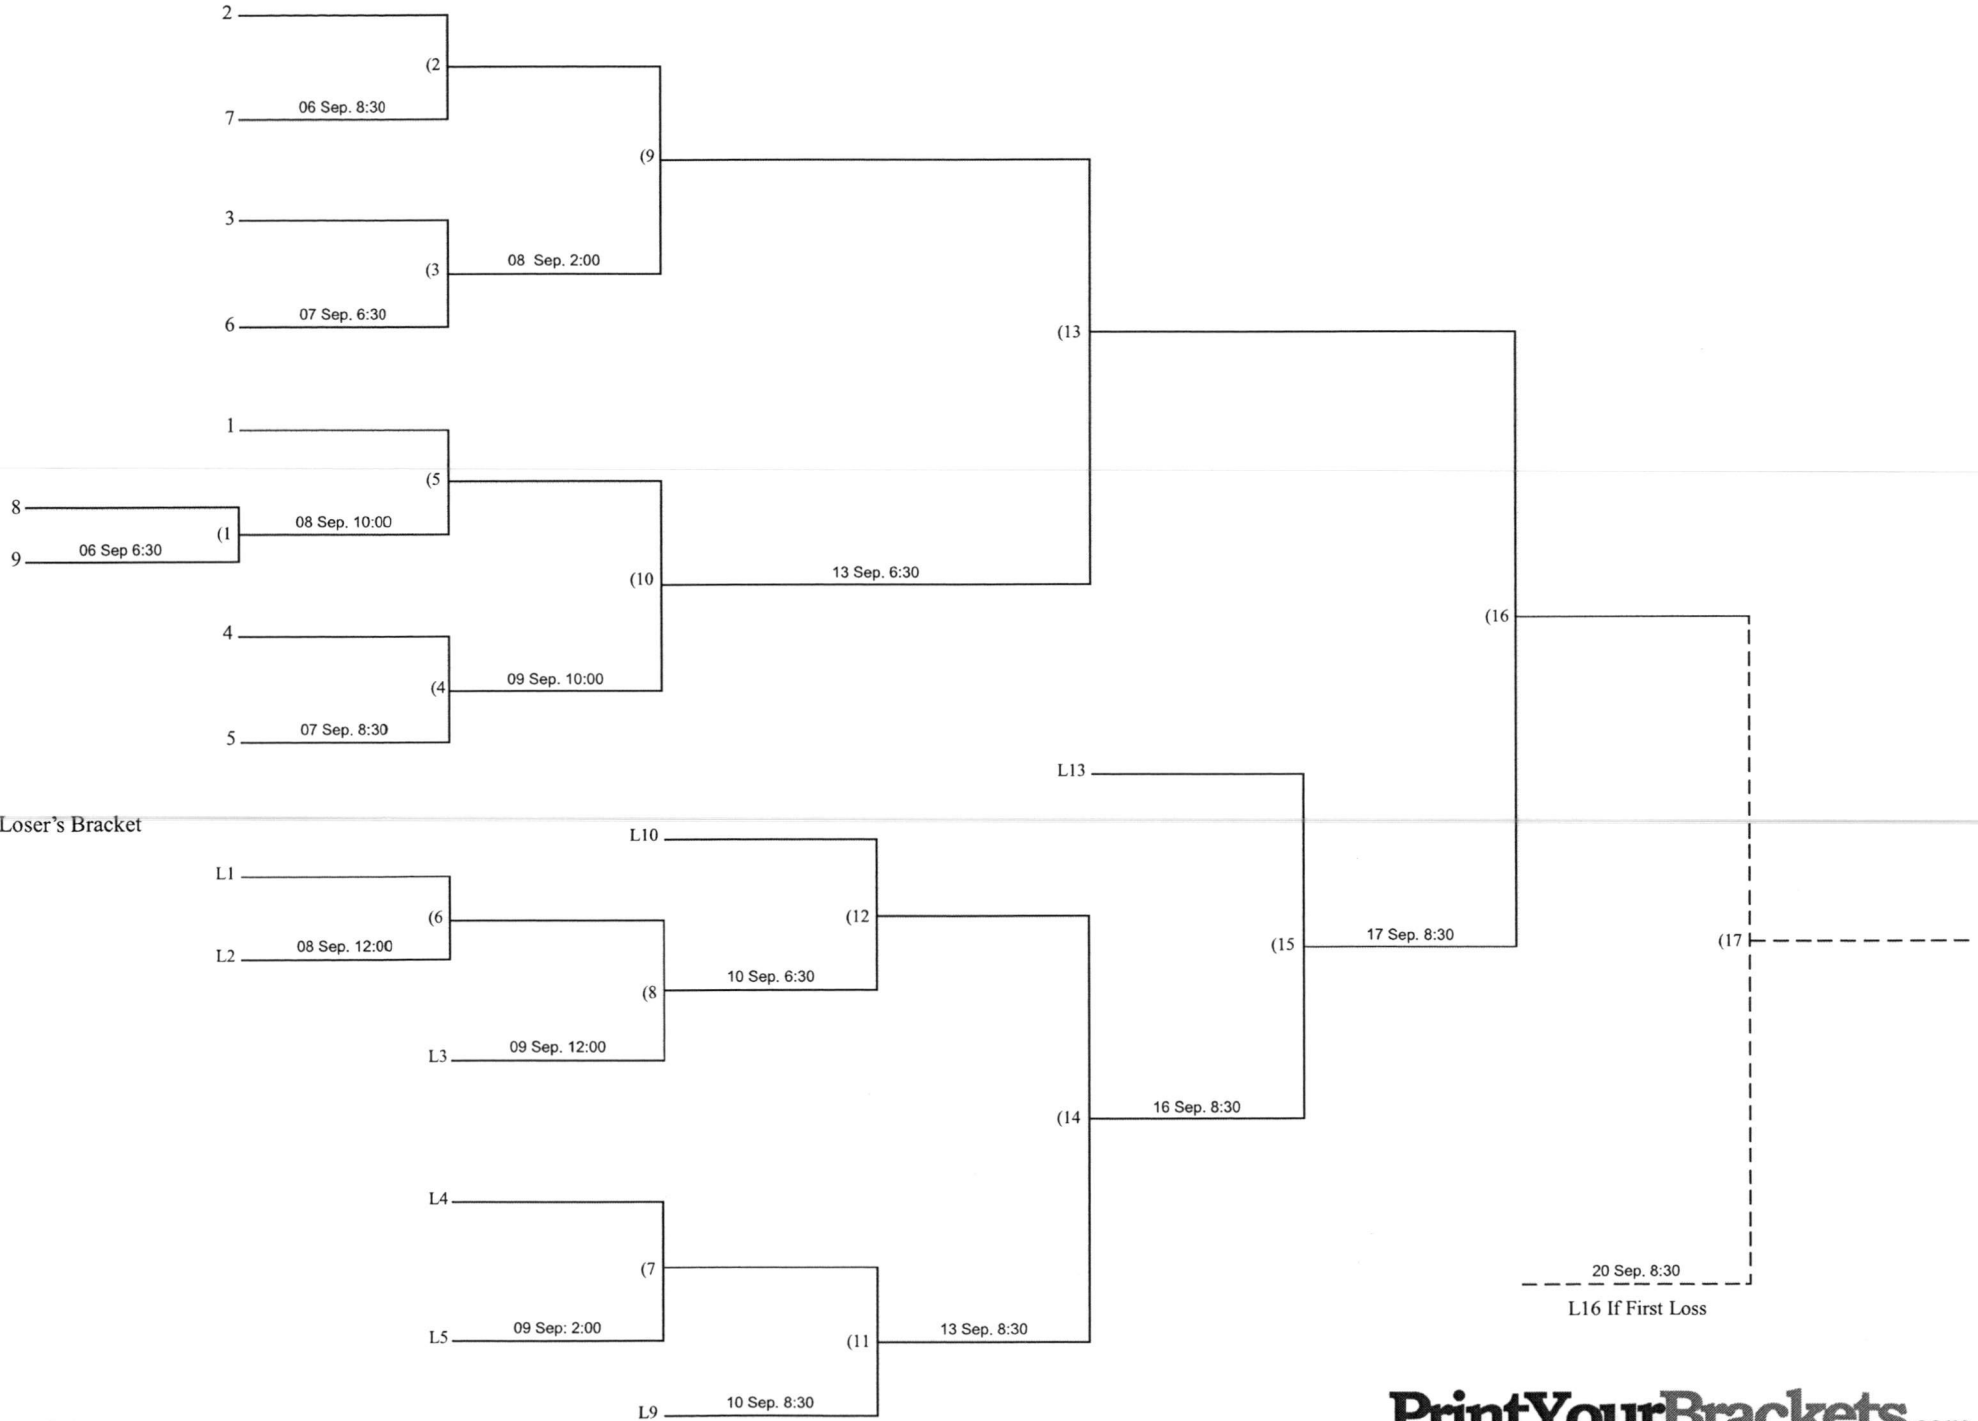 2
(2
06 Sep. 8:30
7
(9
3
08 Sep. 2:00
(3
07 Sep. 6:30
6
(13
1
(5
8
08 Sep. 10:00
(1
06 Sep 6:30
9
13 Sep. 6:30
(10
(16
4
09 Sep. 10:00
(4
07 Sep. 8:30
5
L13
Loser's Bracket
L10
L1
(6
(12
17 Sep. 8:30
(15
(17
08 Sep. 12:00
L2
10 Sep. 6:30
(8
09 Sep. 12:00
L3
16 Sep. 8:30
(14
L4
(7
20 Sep. 8:30
L16 If First Loss
09 Sep: 2:00
L5
13 Sep. 8:30
(11
10 Sep. 8:30
L9
PrintYourBrackets